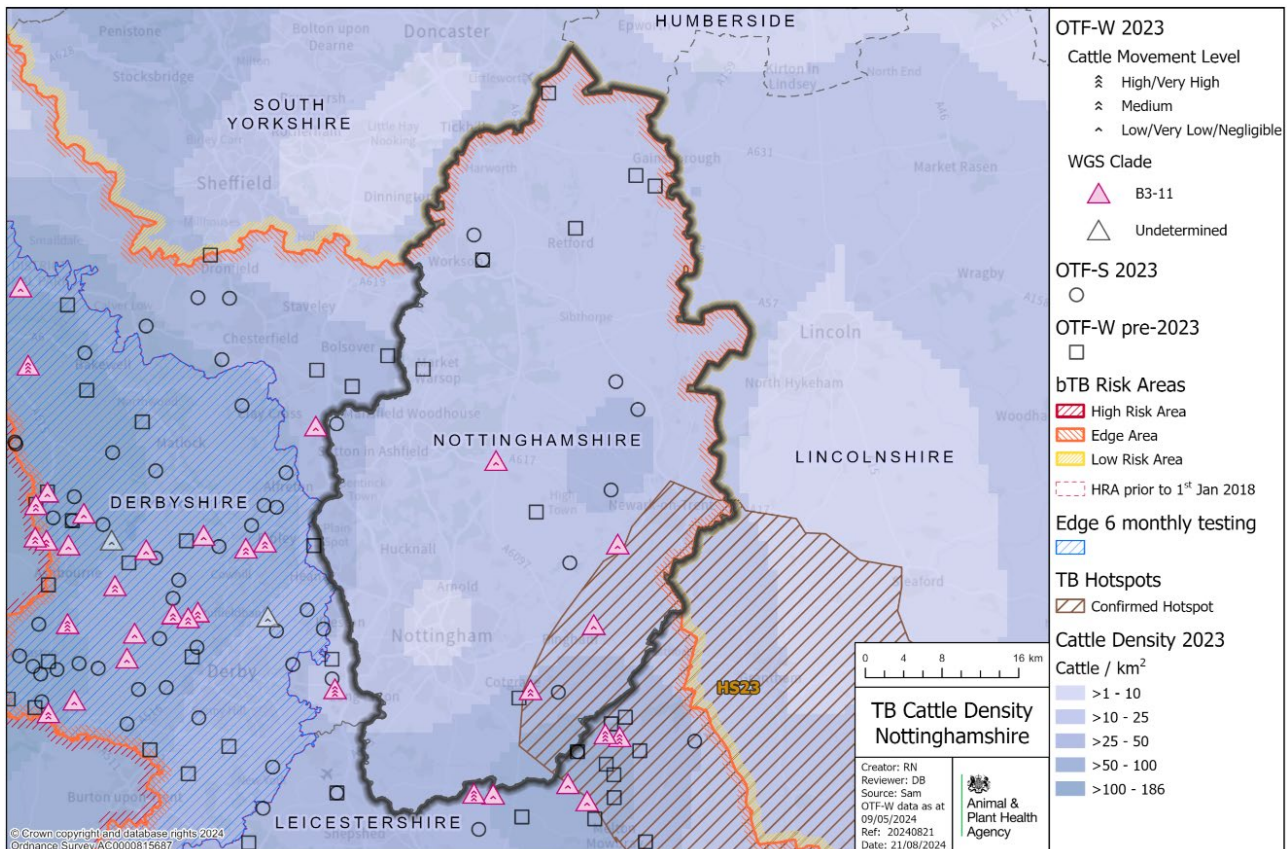 HUMBERSIDE
Penistone
Bolton upon
Dearne
Doncaster
Epworth
Stocksbridge
Kirton in
Lindsey
North End
SOUTH
YORKSHIRE
Tickhill
Little Hay
Nooking
Gainsborough
A631
Market Rasen
Sheffield
Dinnington
Harworth
Retford
Worksop
Wragby
Dronfield
Staveley
A619
A57
Chesterfield
Bolsover
Lincoln
Bakewell
Market
Warsop
North Hykeham
Clay Cross
Mansfield Woodhouse
Matlock
NOTTINGHAMSHIRE
LINCOLNSHIRE
Sutton in Ashfield
A617
DERBYSHIRE
Alfreton
High
Town
Newark-on-Trent
Hucknall
A6097
Sleaford
Arnold
Nottingham
Bingham
Derby
Cotgrave
HS23
Burton upon
LEICESTERSHIRE
Shepshed
© Crown copyright and database rights 2024
Ordnance Survey AC0000815687
0 4 8 16 km
TB Cattle Density
Nottinghamshire
Creator: RN
Reviewer: DB
Source: Sam
OTF-W data as at
09/05/2024
Ref: 20240821
Date: 21/08/2024
Animal &
Plant Health
Agency
OTF-W 2023
Cattle Movement Level
High/Very High
Medium
Low/Very Low/Negligible
WGS Clade
B3-11
Undetermined
OTF-S 2023
OTF-W pre-2023
bTB Risk Areas
High Risk Area
Edge Area
Low Risk Area
HRA prior to 1st Jan 2018
Edge 6 monthly testing
TB Hotspots
Confirmed Hotspot
Cattle Density 2023
Cattle / km²
>1 - 10
>10 - 25
>25 - 50
>50 - 100
>100 - 186